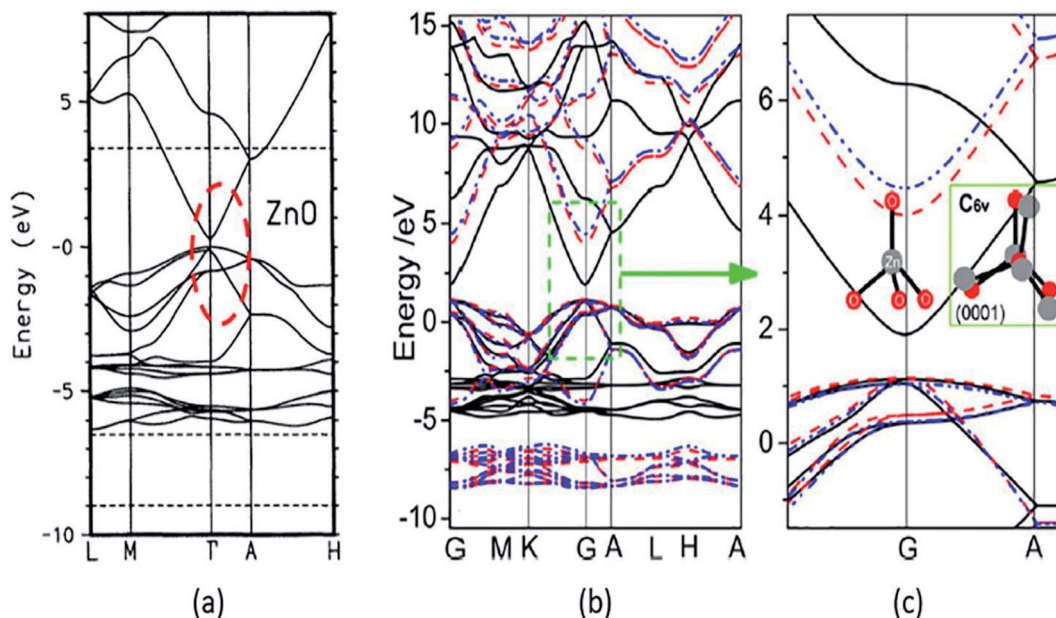 Energy (eV)
5
-0
-5
-10
ZnO
L M Γ A H
(a)
Energy /eV
15
10
5
0
-5
-10
G M K G A L H A
(b)
6
4
2
0
O
Zn
O O O
C6v
(0001)
G A
(c)